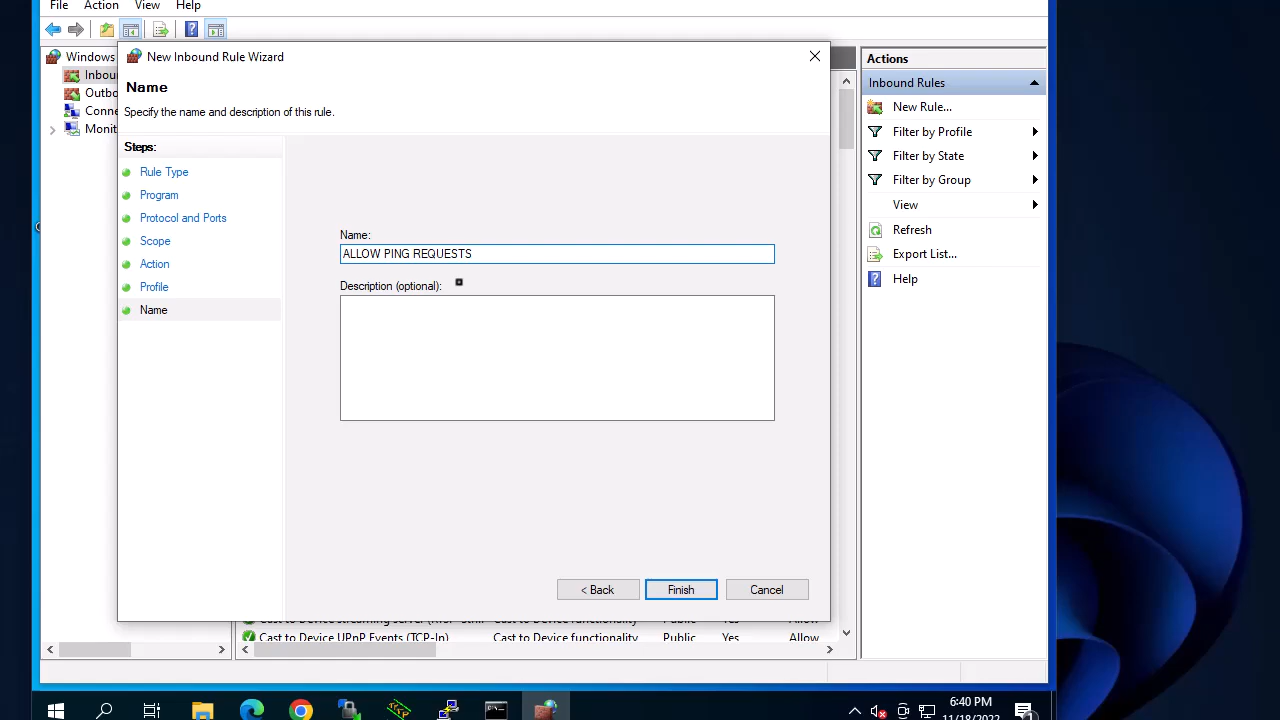 File Action View Help
New Inbound Rule Wizard
Name
Specify the name and description of this rule.
Steps:
Rule Type
Program
Protocol and Ports
Scope
Action
Profile
Name
Name:
ALLOW PING REQUESTS
Description (optional):
< Back Finish Cancel
Windows
Inbou
Outbo
Conne
Monit
Cast to Device UPnP Events (TCP-In) Cast to Device functionality Public Yes Allow
Actions
Inbound Rules
New Rule...
Filter by Profile
Filter by State
Filter by Group
View
Refresh
Export List...
Help
6:40 PM
11/18/2022